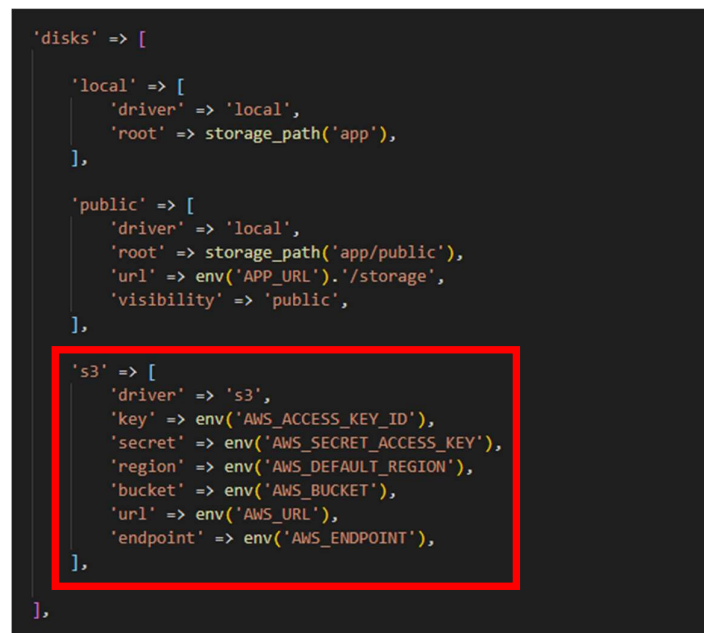 'disks' => [
'local' => [
'driver' => 'local',
'root' => storage_path('app'),
],
'public' => [
'driver' => 'local',
'root' => storage_path('app/public'),
'url' => env('APP_URL').'/storage',
'visibility' => 'public',
],
's3' => [
'driver' => 's3',
'key' => env('AWS_ACCESS_KEY_ID'),
'secret' => env('AWS_SECRET_ACCESS_KEY'),
'region' => env('AWS_DEFAULT_REGION'),
'bucket' => env('AWS_BUCKET'),
'url' => env('AWS_URL'),
'endpoint' => env('AWS_ENDPOINT'),
],
],